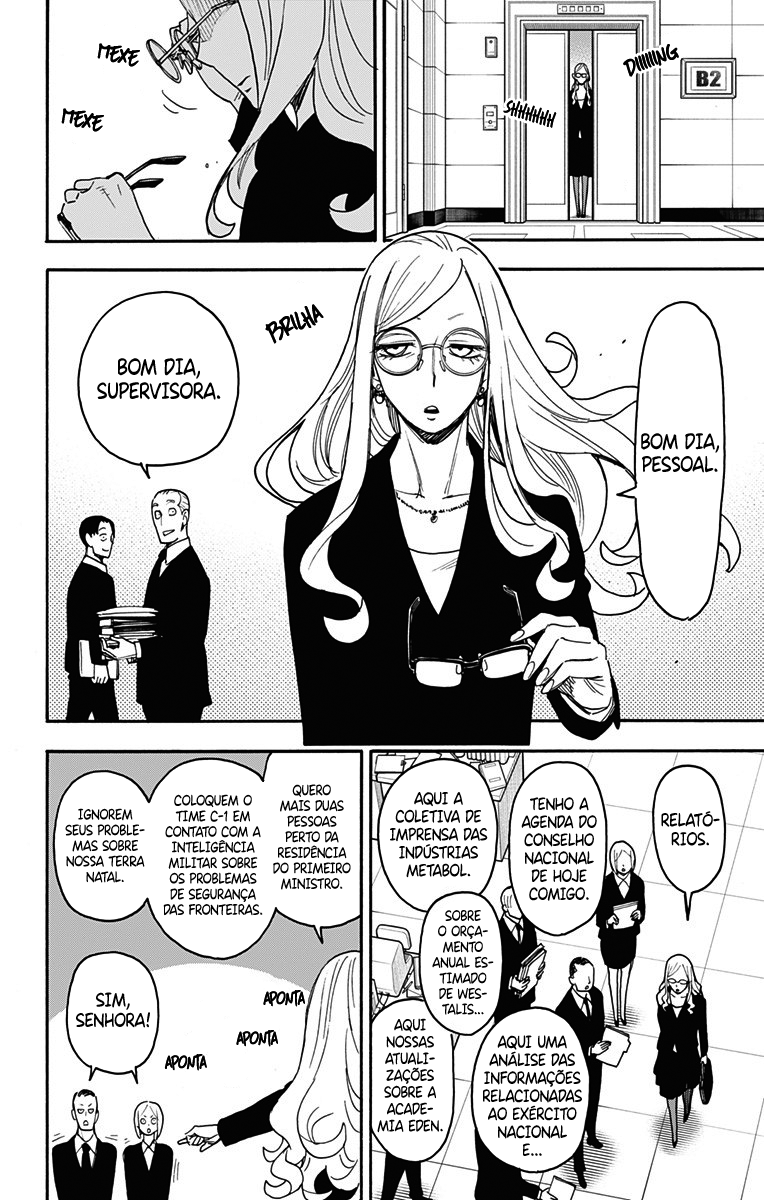 DIIIIIING
B2
SHHHHHHH
MEXE
MEXE
BOM DIA,
PESSOAL.
BRILHA
BOM DIA,
SUPERVISORA.
RELATÓ-
RIOS.
TENHO A
AGENDA DO
CONSELHO
NACIONAL
DE HOJE
COMIGO.
AQUI A
COLETIVA DE
IMPRENSA DAS
INDÚSTRIAS
METABOL.
SOBRE
O ORÇA-
MENTO
ANUAL ES-
TIMADO
DE WES-
TALIS...
AQUI UMA
ANÁLISE DAS
INFORMAÇÕES
RELACIONADAS
AO EXÉRCITO
NACIONAL
E...
AQUI
NOSSAS
ATUALI-
ZAÇÕES
SOBRE A
ACADE-
MIA EDEN.
QUERO
MAIS DUAS
PESSOAS
PERTO DA
RESIDÊNCIA
DO PRIMEIRO
MINISTRO.
COLOQUEM O
TIME C-1 EM
CONTATO COM A
INTELIGÊNCIA
MILITAR SOBRE
OS PROBLEMAS
DE SEGURANÇA
DAS FRONTEIRAS.
IGNOREM
SEUS PROBLE-
MAS SOBRE
NOSSA TERRA
NATAL.
APONTA
APONTA
APONTA
SIM,
SENHORA!